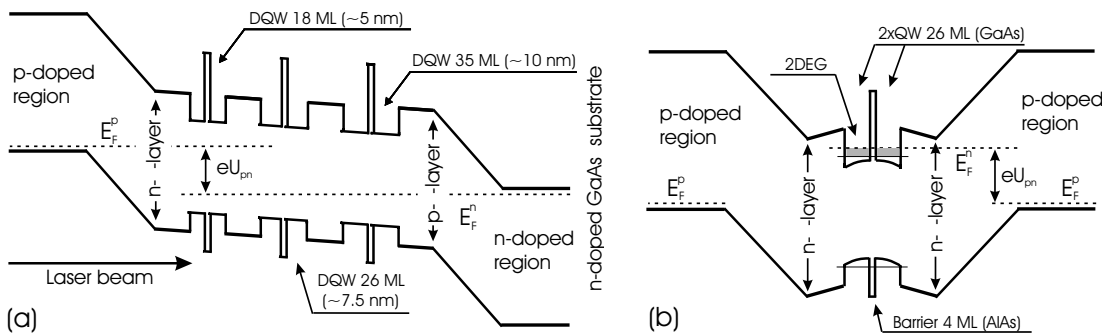 DQW 18 ML (~5 nm)
DQW 35 ML (~10 nm)
p-doped
region
E_F^p
n- -layer
eU_pn
p- -layer
E_F^n
n-doped
region
n-doped GaAs substrate
Laser beam
DQW 26 ML
(~7.5 nm)
(a)
2xQW 26 ML (GaAs)
2DEG
p-doped
region
p-doped
region
E_F^p
n- -layer
E_F^n
n- -layer
eU_pn
E_F^p
Barrier 4 ML (AlAs)
(b)